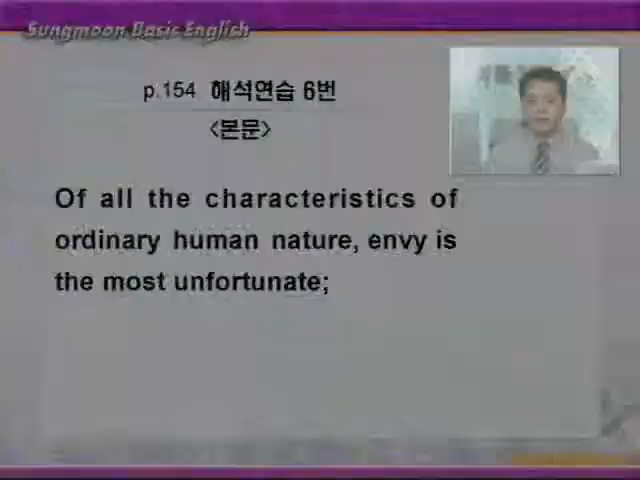 Sungmoon Basic English
p.154 해석연습 6번
<본문>
Of all the characteristics of
ordinary human nature, envy is
the most unfortunate;